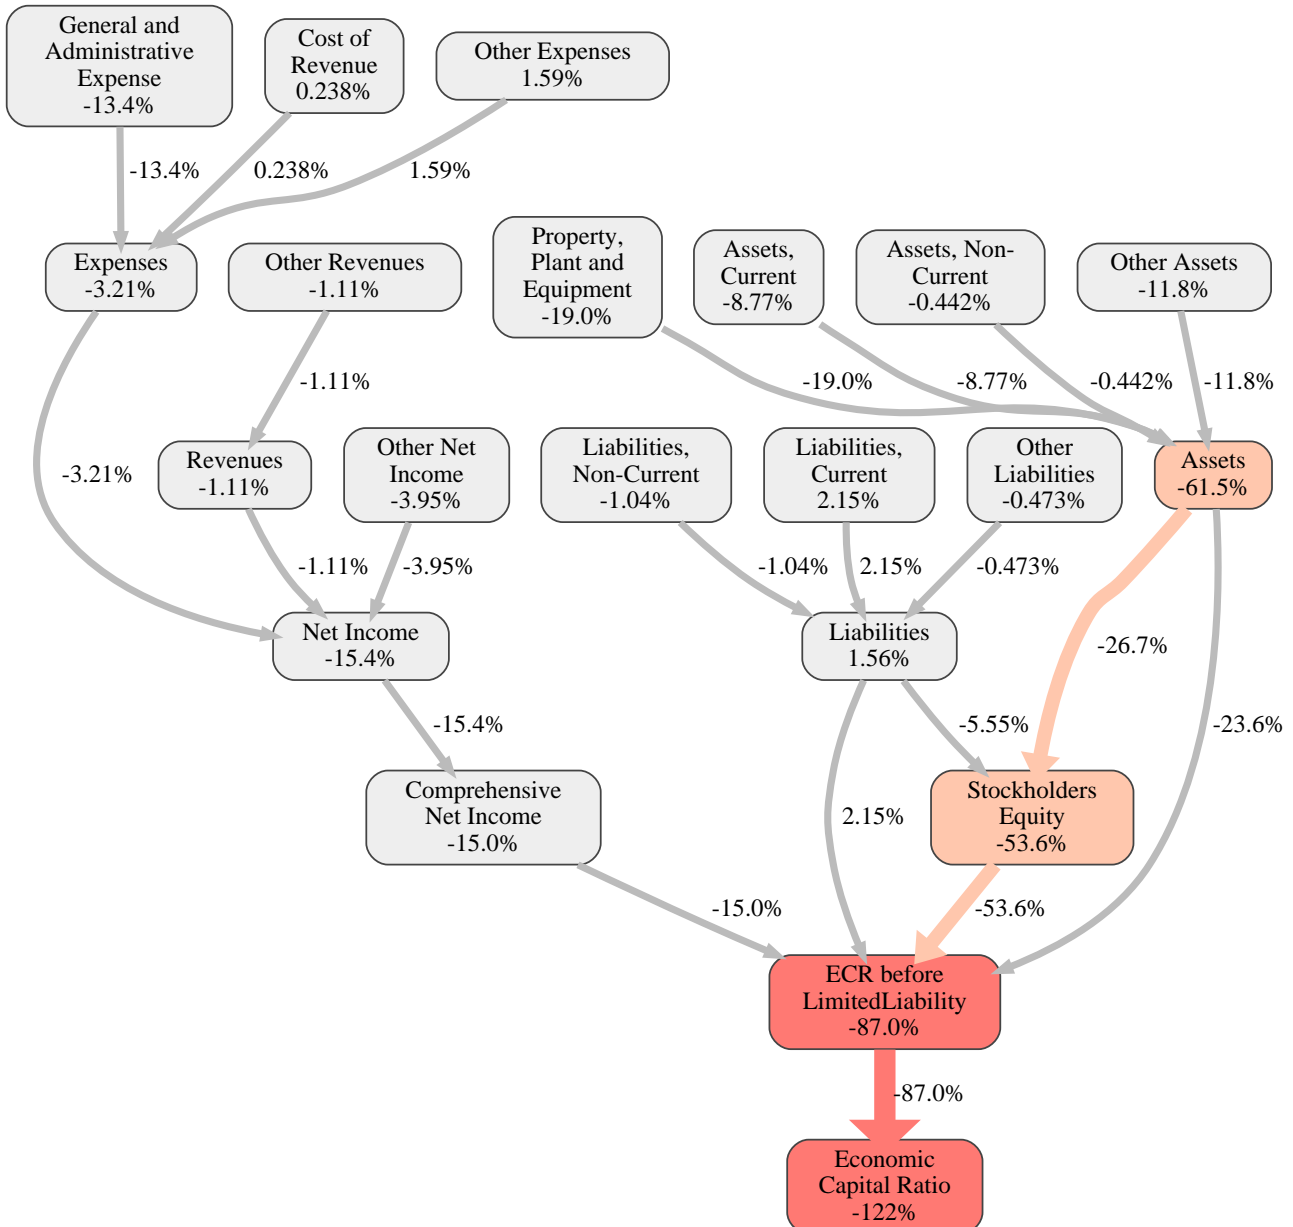 General and
Administrative
Expense
-13.4%
Cost of
Revenue
0.238%
Other Expenses
1.59%
-13.4%
0.238%
1.59%
Expenses
-3.21%
Other Revenues
-1.11%
Property,
Plant and
Equipment
-19.0%
Assets,
Current
-8.77%
Assets, Non-
Current
-0.442%
Other Assets
-11.8%
-1.11%
-19.0%
-8.77%
-0.442%
-11.8%
-3.21%
Revenues
-1.11%
Other Net
Income
-3.95%
Liabilities,
Non-Current
-1.04%
Liabilities,
Current
2.15%
Other
Liabilities
-0.473%
Assets
-61.5%
-1.11%
-3.95%
-1.04%
2.15%
-0.473%
Net Income
-15.4%
Liabilities
1.56%
-26.7%
-15.4%
-5.55%
-23.6%
Comprehensive
Net Income
-15.0%
2.15%
Stockholders
Equity
-53.6%
-15.0%
-53.6%
ECR before
LimitedLiability
-87.0%
-87.0%
Economic
Capital Ratio
-122%